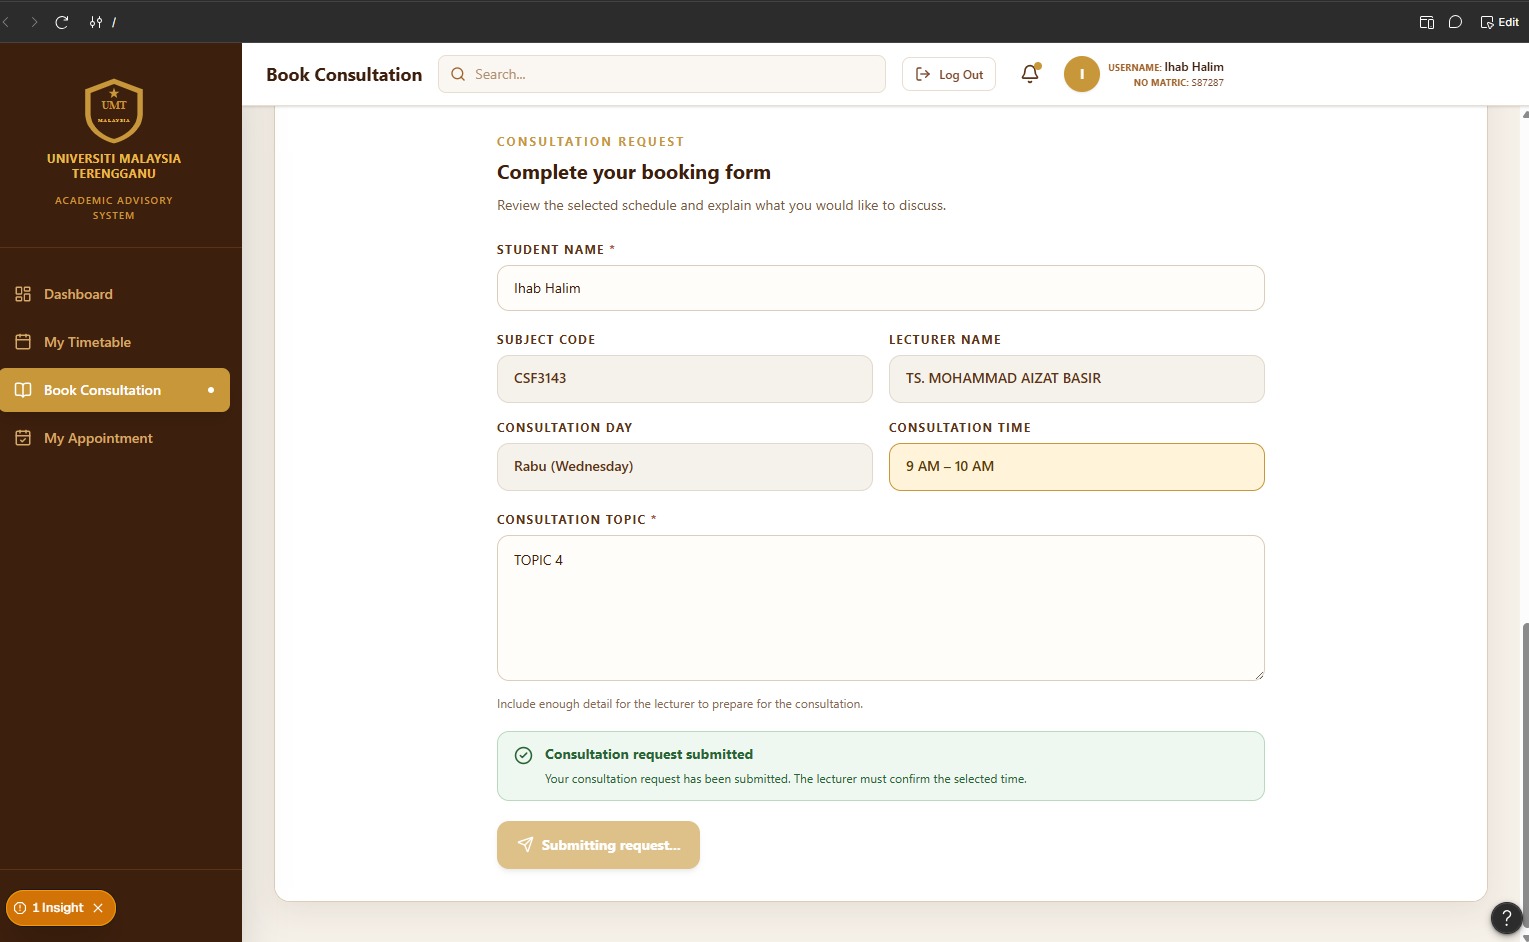 /
Edit
UMT
MALAYSIA
UNIVERSITI MALAYSIA
TERENGGANU
ACADEMIC ADVISORY
SYSTEM
Dashboard
My Timetable
Book Consultation
My Appointment
1 Insight
Book Consultation
Search...
Log Out
I
USERNAME: Ihab Halim
NO MATRIC: S87287
CONSULTATION REQUEST
Complete your booking form
Review the selected schedule and explain what you would like to discuss.
STUDENT NAME *
Ihab Halim
SUBJECT CODE
CSF3143
LECTURER NAME
TS. MOHAMMAD AIZAT BASIR
CONSULTATION DAY
Rabu (Wednesday)
CONSULTATION TIME
9 AM – 10 AM
CONSULTATION TOPIC *
TOPIC 4
Include enough detail for the lecturer to prepare for the consultation.
Consultation request submitted
Your consultation request has been submitted. The lecturer must confirm the selected time.
Submitting request...
?